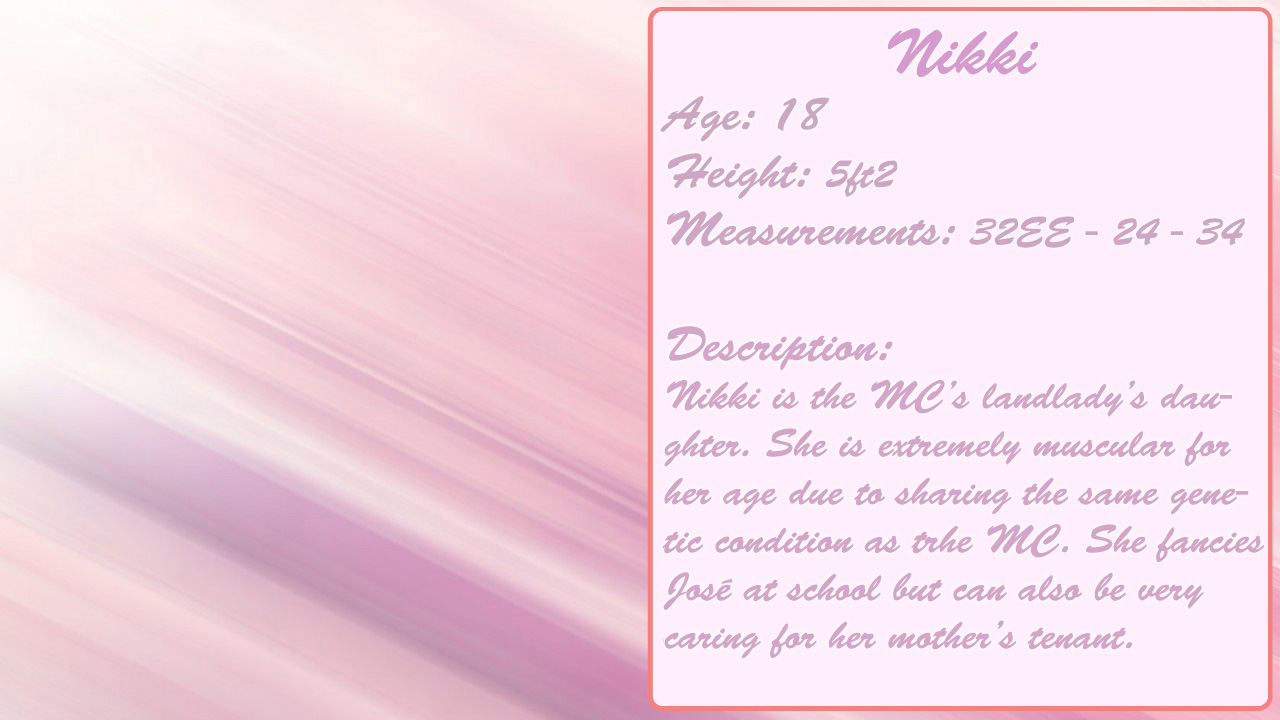 Nikki
Age: 18
Height: 5ft2
Measurements: 32EE - 24 - 34
Description:
Nikki is the MC's landlady's dau-
ghter. She is extremely muscular for
her age due to sharing the same gene-
tic condition as trhe MC. She fancies
José at school but can also be very
caring for her mother's tenant.